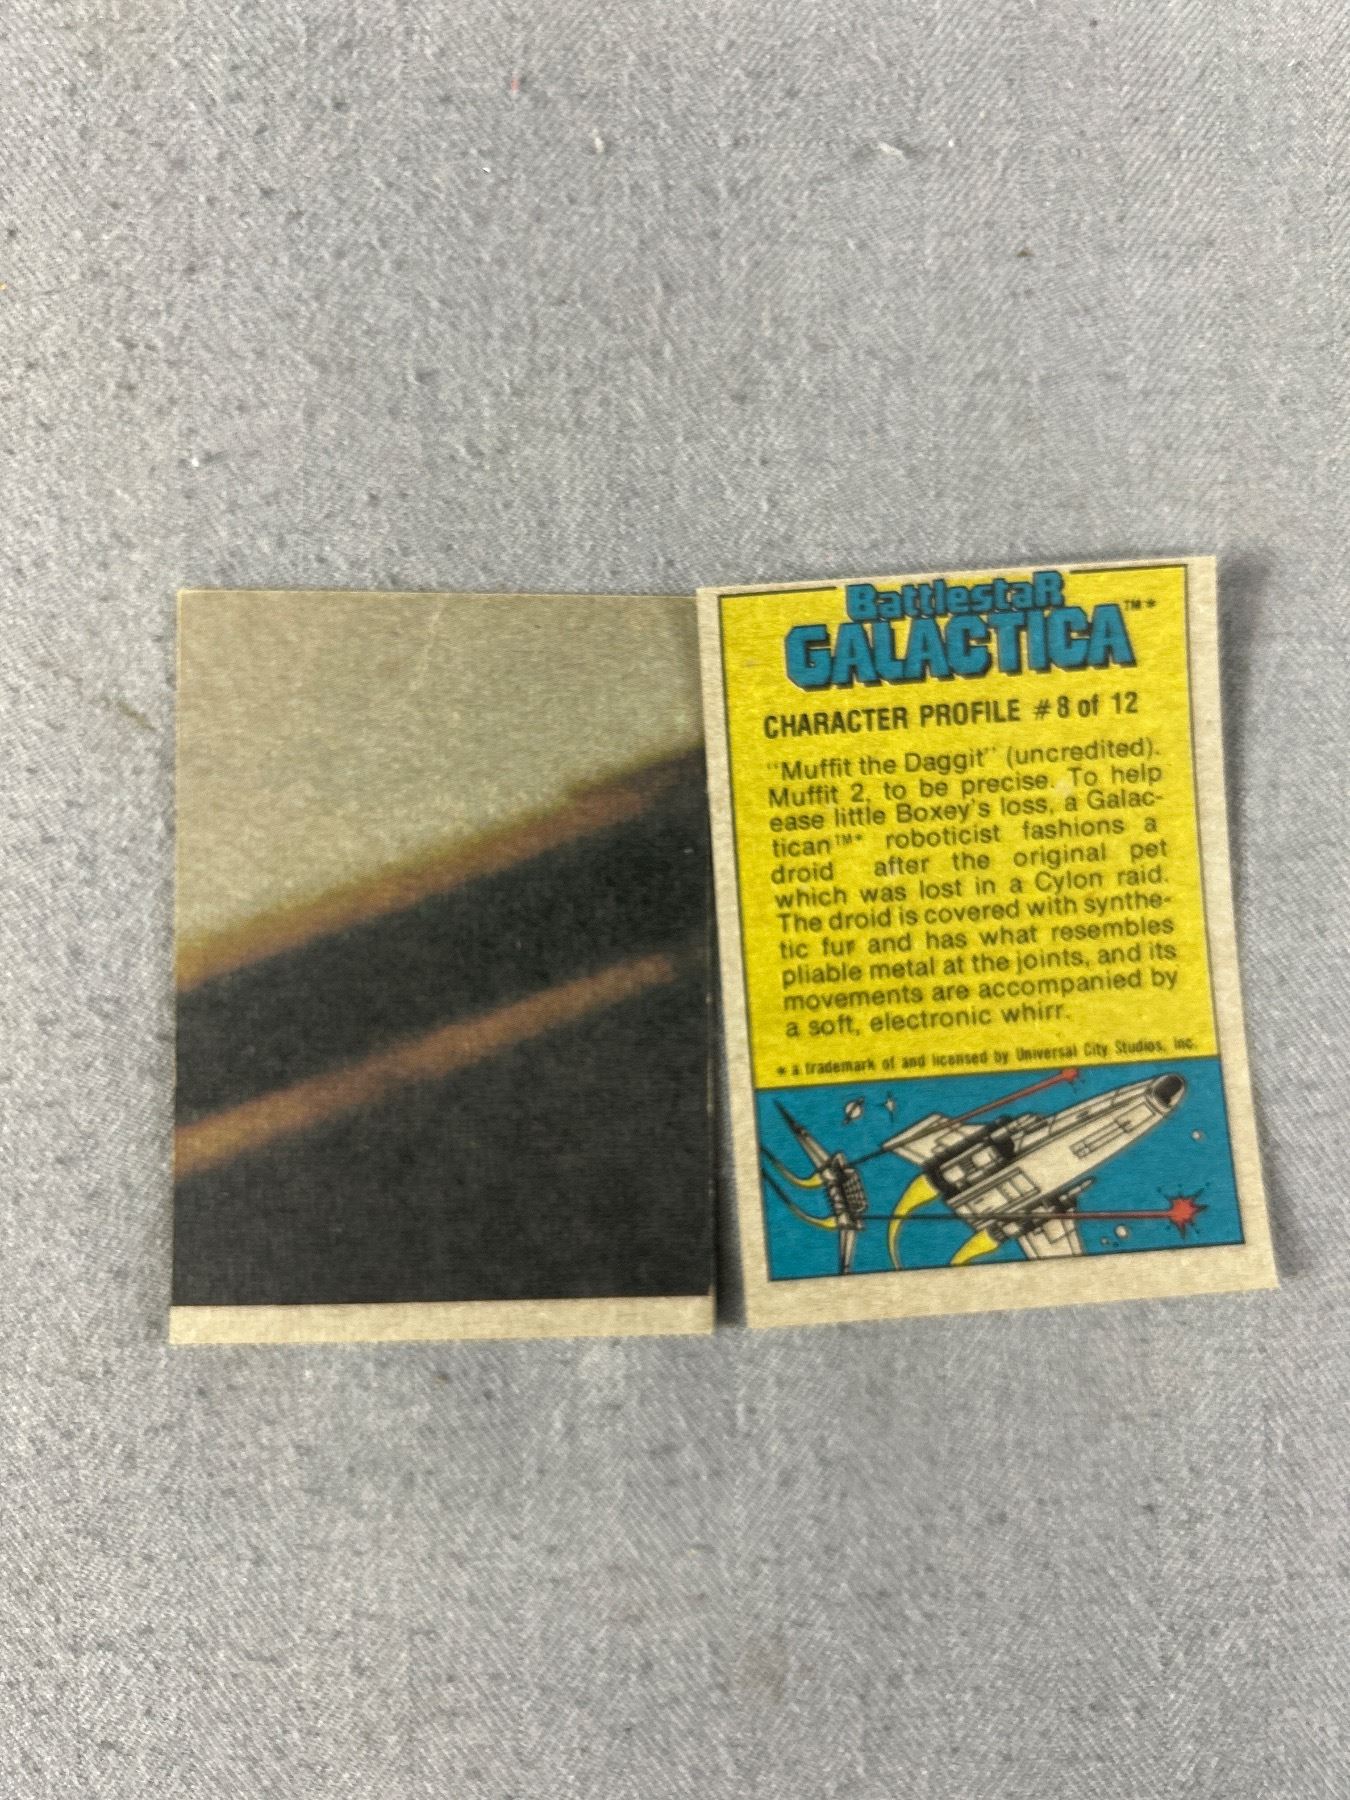 BattlestaR
GALACTICA™*
CHARACTER PROFILE #8 of 12
"Muffit the Daggit" (uncredited).
Muffit 2, to be precise. To help
ease little Boxey's loss, a Galac-
tican™* roboticist fashions a
droid after the original pet
which was lost in a Cylon raid.
The droid is covered with synthe-
tic fur and has what resembles
pliable metal at the joints, and its
movements are accompanied by
a soft, electronic whirr.
* a trademark of and licensed by Universal City Studios, Inc.